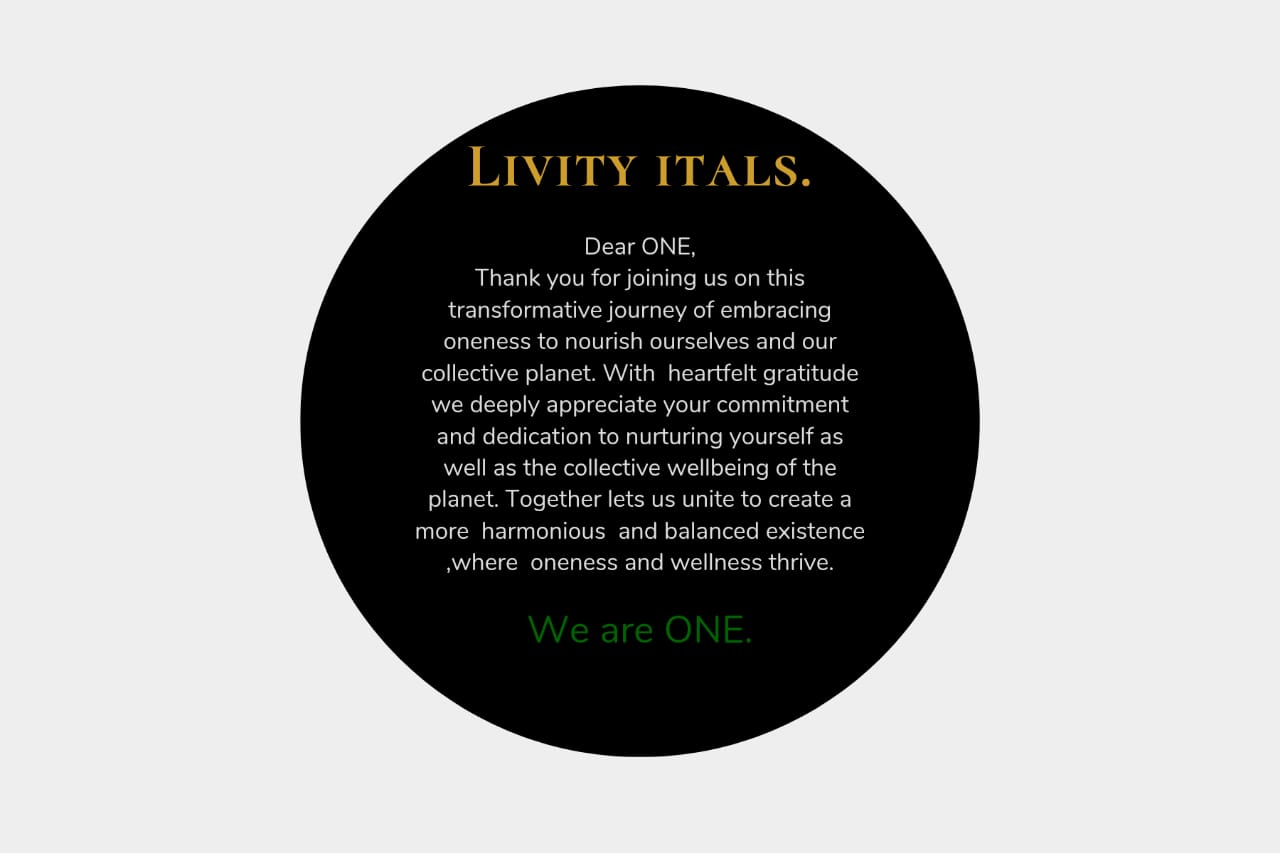 Livity itals.
Dear ONE,
Thank you for joining us on this
transformative journey of embracing
oneness to nourish ourselves and our
collective planet. With  heartfelt gratitude
we deeply appreciate your commitment
and dedication to nurturing yourself as
well as the collective wellbeing of the
planet. Together lets us unite to create a
more  harmonious  and balanced existence
,where  oneness and wellness thrive.
We are ONE.